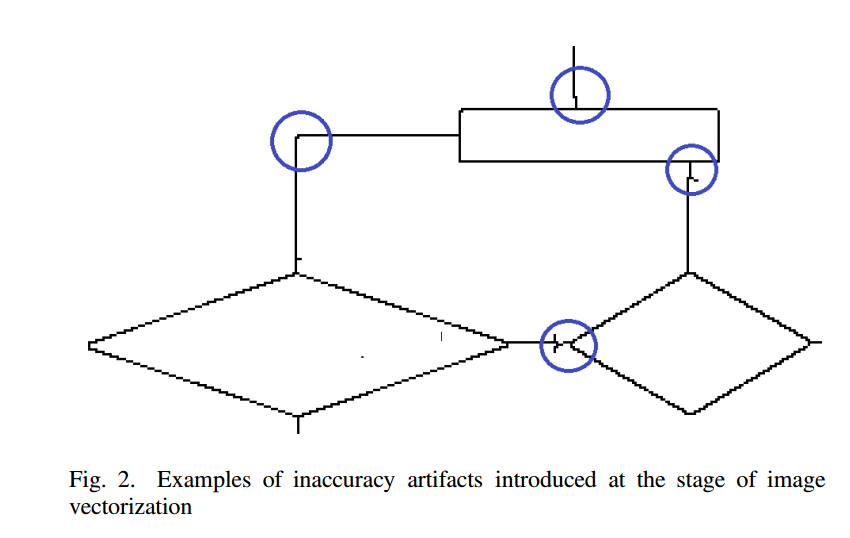 Fig. 2. Examples of inaccuracy artifacts introduced at the stage of image
vectorization